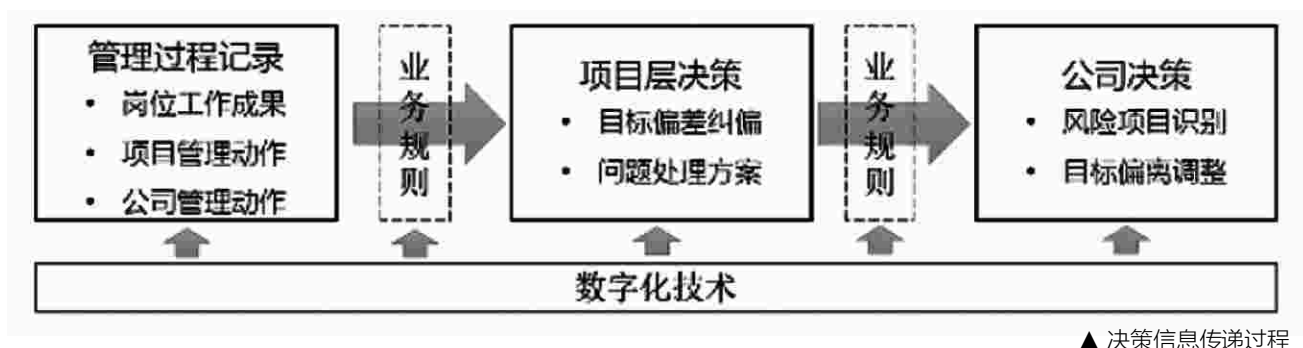 管理过程记录
• 岗位工作成果
• 项目管理动作
• 公司管理动作
业务规则
项目层决策
• 目标偏差纠偏
• 问题处理方案
业务规则
公司决策
• 风险项目识别
• 目标偏离调整
数字化技术
▲ 决策信息传递过程